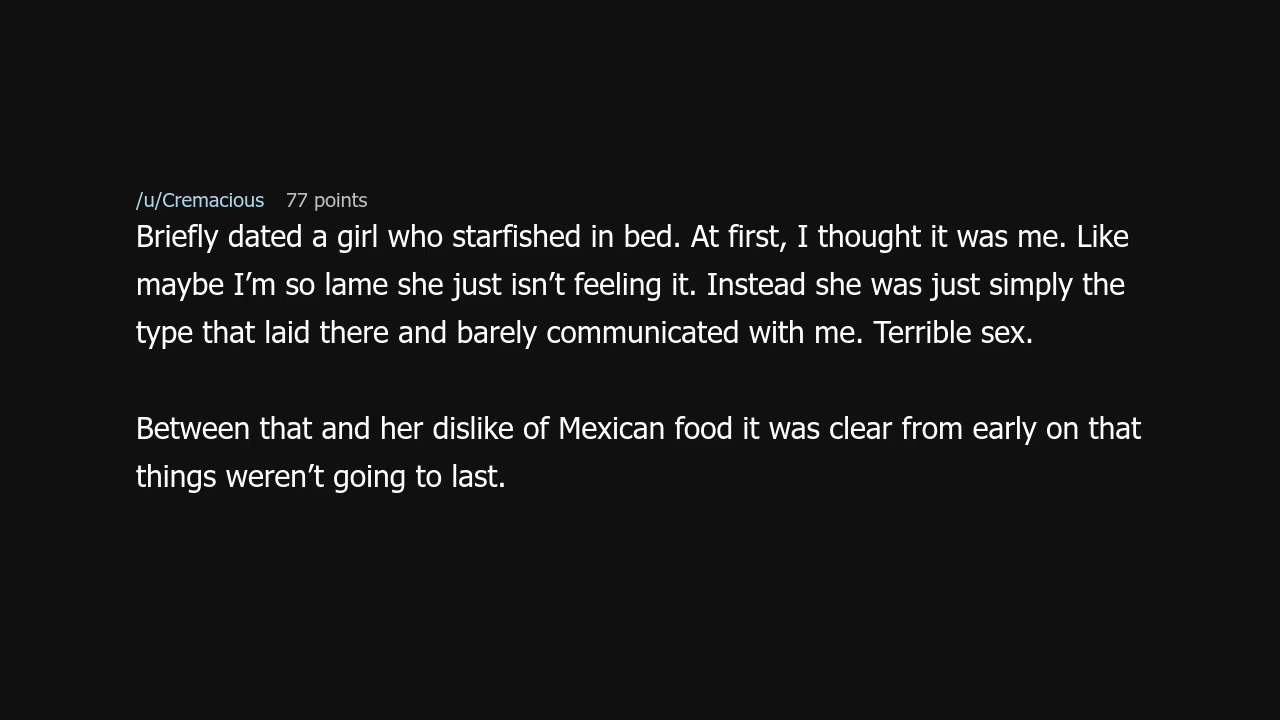 /u/Cremacious 77 points
Briefly dated a girl who starfished in bed. At first, I thought it was me. Like
maybe I’m so lame she just isn’t feeling it. Instead she was just simply the
type that laid there and barely communicated with me. Terrible sex.
Between that and her dislike of Mexican food it was clear from early on that
things weren’t going to last.